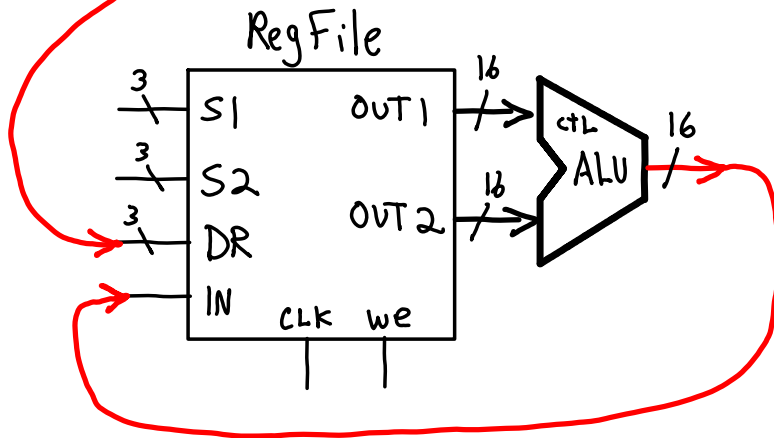 RegFile
3
S1
3
S2
3
DR
IN
CLK
we
OUT1
16
OUT2
16
CTL
ALU
16